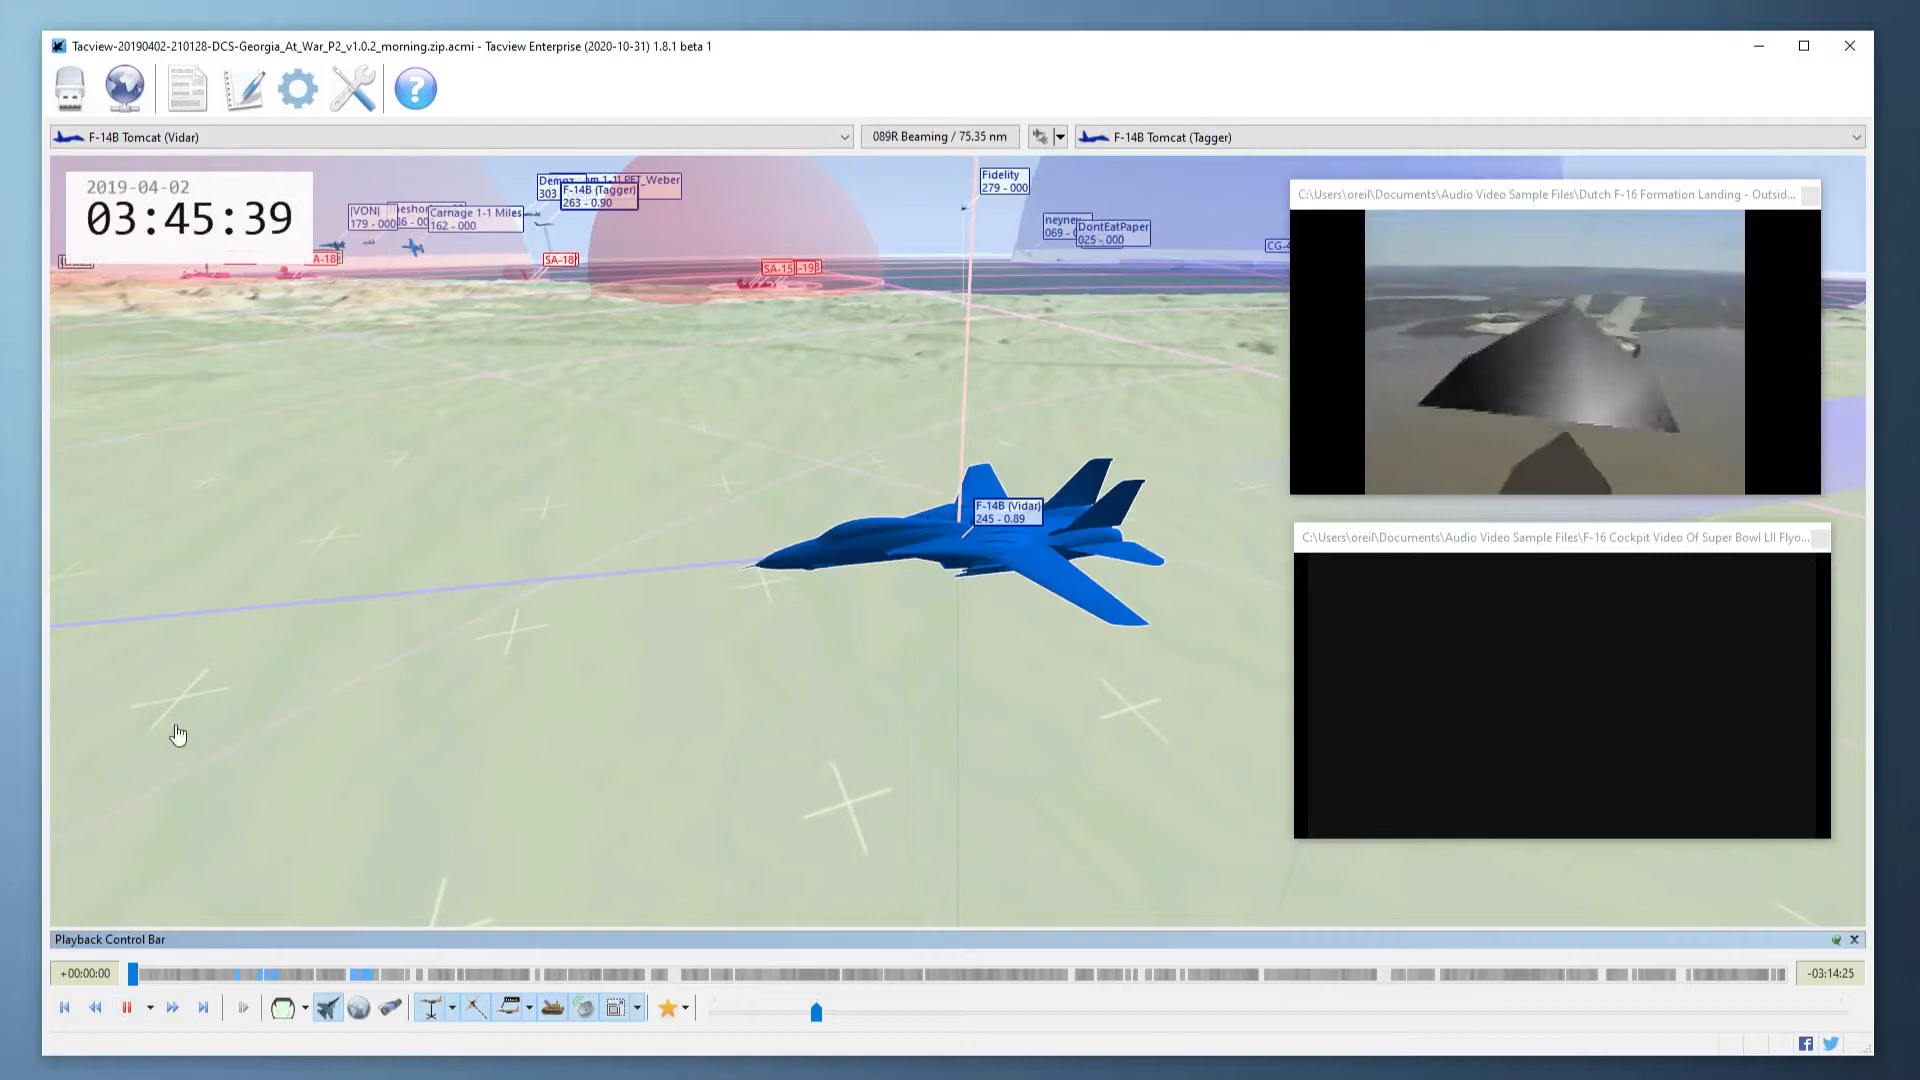 Tacview-20190402-210128-DCS-Georgia_At_War_P2_v1.0.2_morning.zip.acmi - Tacview Enterprise (2020-10-31) 1.8.1 beta 1
F-14B Tomcat (Vidar)
089R Beaming / 75.35 nm
F-14B Tomcat (Tagger)
2019-04-02
03:45:39
Fidelity
279 - 000
PET_Weber
303
F-14B (Tagger)
263 - 0.90
|VON|
179 - 000
Carnage 1-1 Miles
162 - 000
neyney
069 -
DontEatPaper
025 - 000
A-18
SA-18
SA-15
F-14B (Vidar)
245 - 0.89
C:\Users\oreil\Documents\Audio Video Sample Files\Dutch F-16 Formation Landing - Outsid...
C:\Users\oreil\Documents\Audio Video Sample Files\F-16 Cockpit Video Of Super Bowl LII Flyo...
Playback Control Bar
+00:00:00
-03:14:25